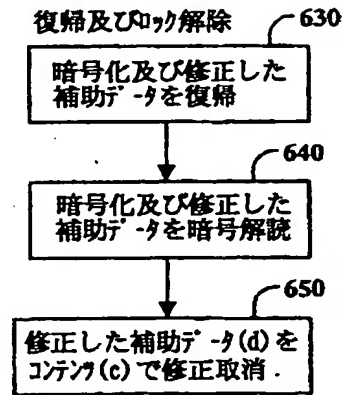 復帰及びﾛｯｸ解除
630
暗号化及び修正した
補助ﾃﾞｰﾀを復帰
640
暗号化及び修正した
補助ﾃﾞｰﾀを暗号解読
650
修正した補助ﾃﾞｰﾀ(d)を
ｺﾝﾃﾝﾂ(c)で修正取消.